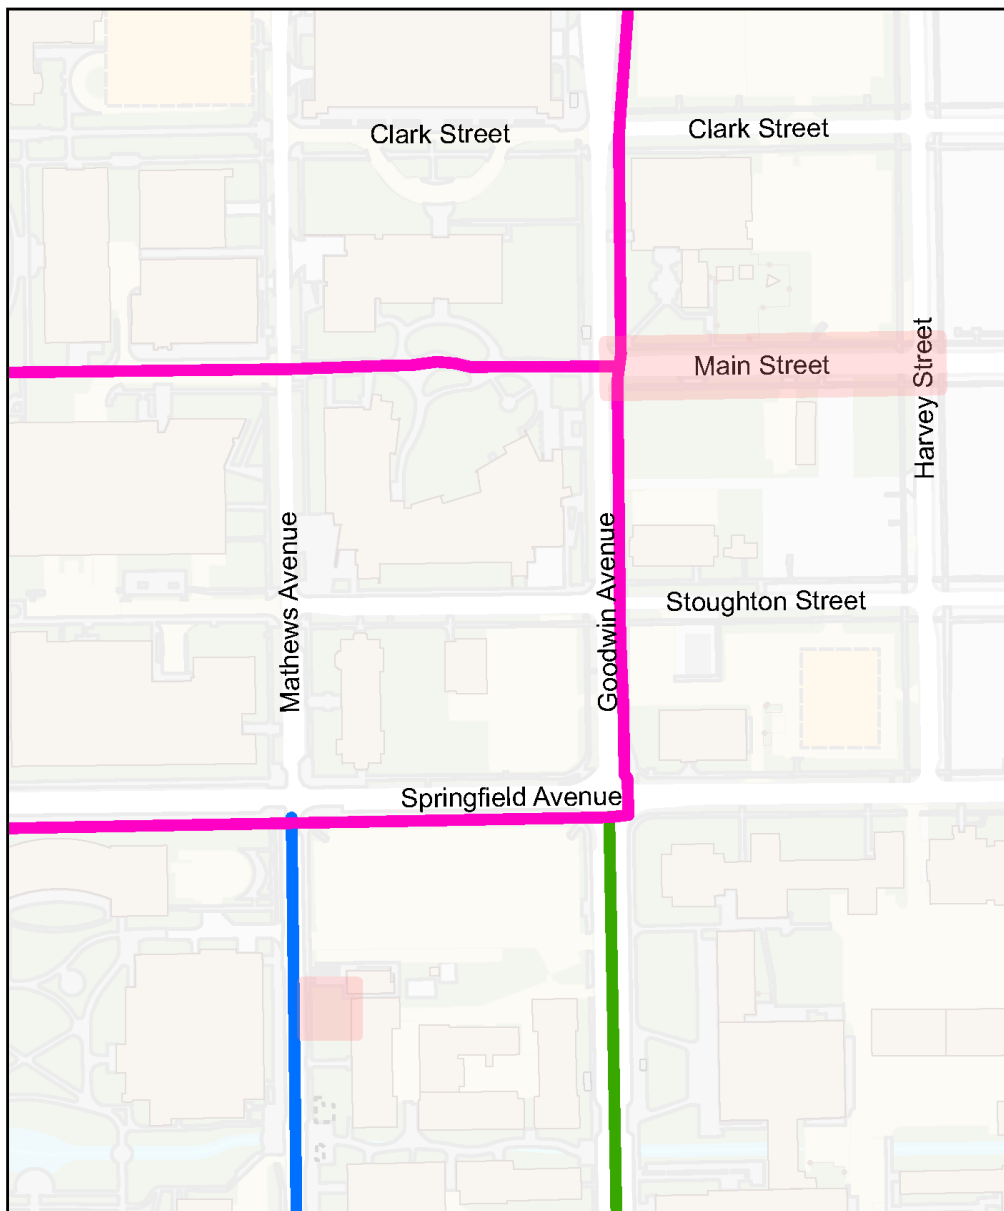 Clark Street
Clark Street
Main Street
Harvey Street
Mathews Avenue
Goodwin Avenue
Stoughton Street
Springfield Avenue